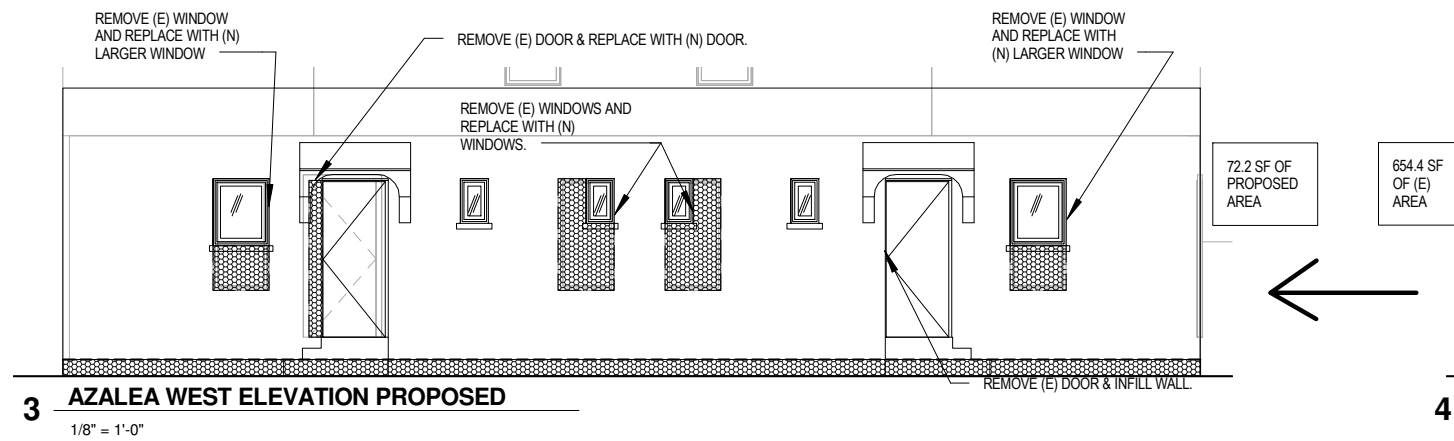 REMOVE (E) WINDOW
AND REPLACE WITH (N)
LARGER WINDOW
REMOVE (E) DOOR & REPLACE WITH (N) DOOR.
REMOVE (E) WINDOW
AND REPLACE WITH
(N) LARGER WINDOW
REMOVE (E) WINDOWS AND
REPLACE WITH (N)
WINDOWS.
72.2 SF OF
PROPOSED
AREA
654.4 SF
OF (E)
AREA
REMOVE (E) DOOR & INFILL WALL.
3 AZALEA WEST ELEVATION PROPOSED
1/8" = 1'-0"
4